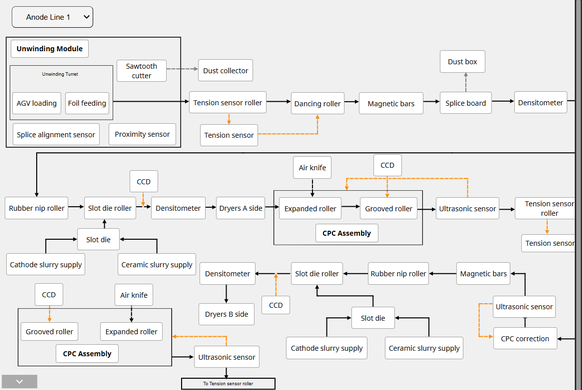 Anode Line 1
Unwinding Module
Unwinding Turret
AGV loading
Foil feeding
Splice alignment sensor
Proximity sensor
Sawtooth
cutter
Dust collector
Tension sensor roller
Tension sensor
Dancing roller
Magnetic bars
Dust box
Splice board
Densitometer
Rubber nip roller
Slot die roller
CCD
Densitometer
Dryers A side
Air knife
CCD
Expanded roller
Grooved roller
CPC Assembly
Ultrasonic sensor
Tension sensor
roller
Tension sensor
Slot die
Cathode slurry supply
Ceramic slurry supply
Densitometer
Slot die roller
Rubber nip roller
Magnetic bars
CCD
Dryers B side
Slot die
Cathode slurry supply
Ceramic slurry supply
Ultrasonic sensor
CPC correction
CCD
Air knife
Grooved roller
Expanded roller
CPC Assembly
Ultrasonic sensor
To Tension sensor roller